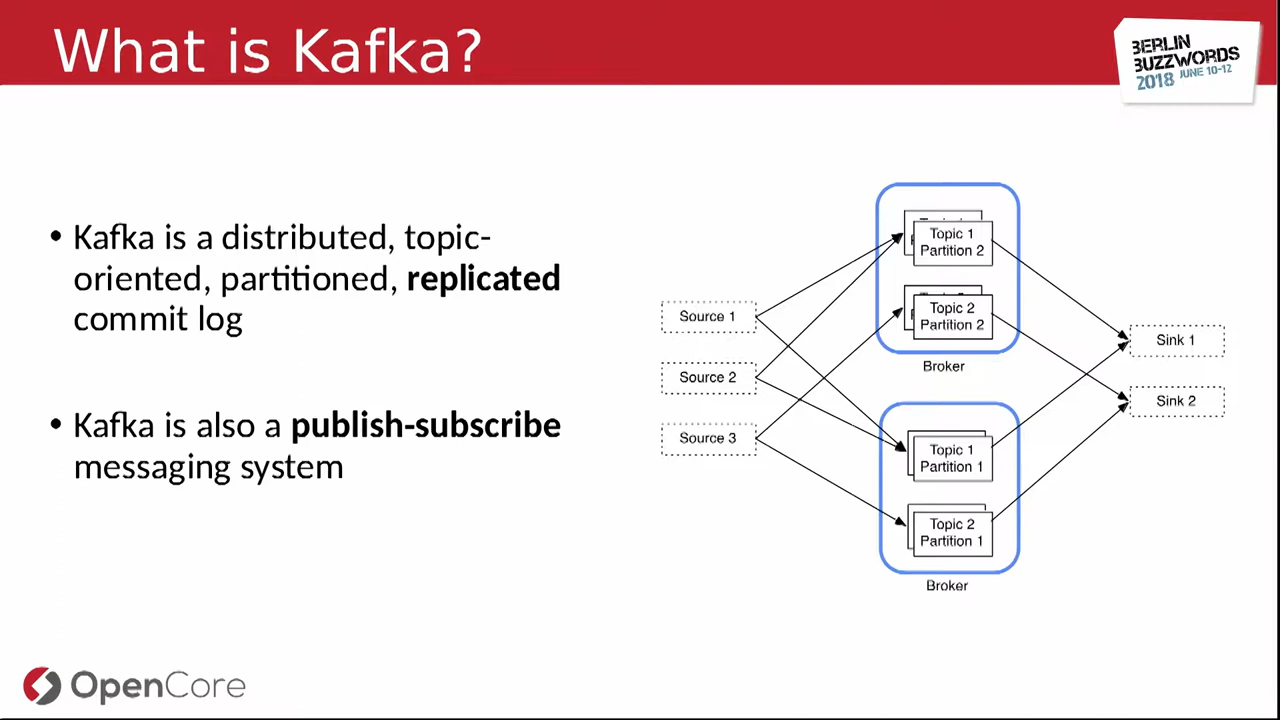 What is Kafka?
BERLIN
BUZZWORDS
2018 JUNE 10-12
• Kafka is a distributed, topic-
oriented, partitioned, replicated
commit log
• Kafka is also a publish-subscribe
messaging system
Source 1
Source 2
Source 3
Topic 1
Partition 2
Topic 2
Partition 2
Broker
Topic 1
Partition 1
Topic 2
Partition 1
Broker
Sink 1
Sink 2
OpenCore